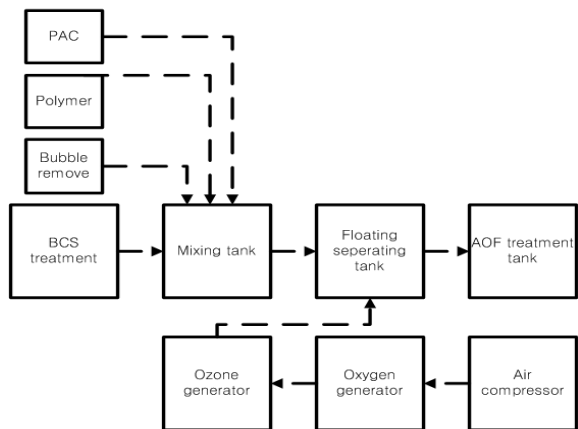 PAC
Polymer
Bubble
remove
BCS
treatment
Mixing tank
Floating
seperating
tank
AOF treatment
tank
Ozone
generator
Oxygen
generator
Air
compressor